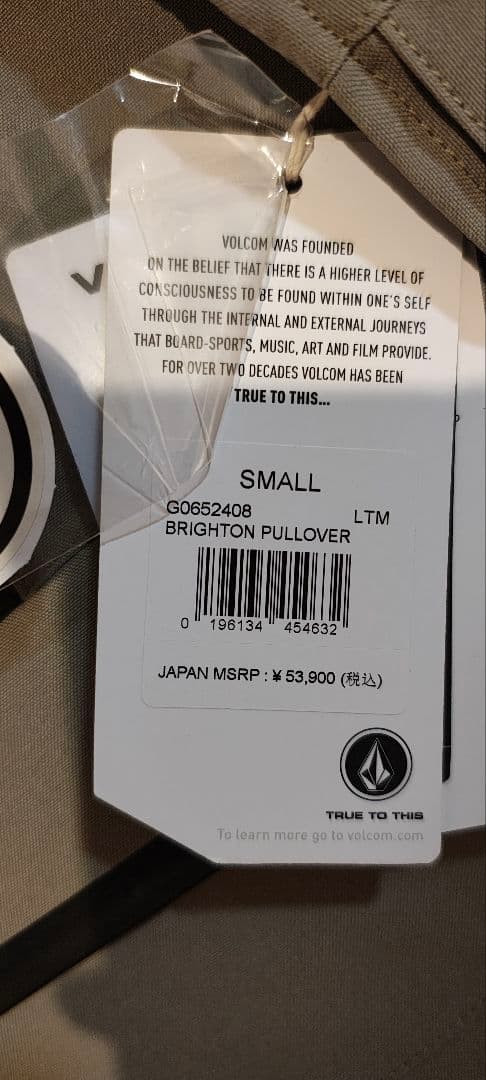 VOLCOM WAS FOUNDED
ON THE BELIEF THAT THERE IS A HIGHER LEVEL OF
CONSCIOUSNESS TO BE FOUND WITHIN ONE'S SELF
THROUGH THE INTERNAL AND EXTERNAL JOURNEYS
THAT BOARD-SPORTS, MUSIC, ART AND FILM PROVIDE.
FOR OVER TWO DECADES VOLCOM HAS BEEN
TRUE TO THIS...
SMALL
G0652408 LTM
BRIGHTON PULLOVER
0 196134 454632
JAPAN MSRP : ¥ 53,900 (税込)
TRUE TO THIS
To learn more go to volcom.com